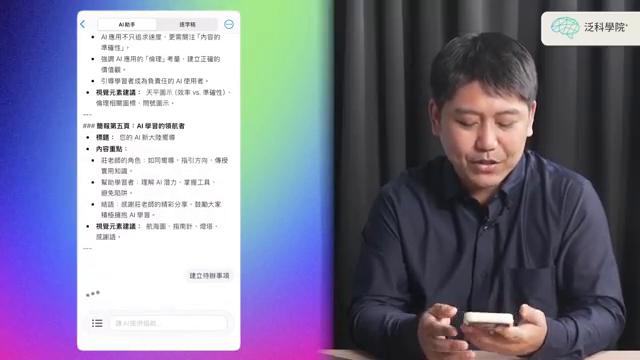 AI 助手
逐字稿
泛科學院
AI 應用不只追求速度，更需關注「內容的
準確性」。
強調 AI 應用的「倫理」考量，建立正確的
價值觀。
引導學習者成為負責任的 AI 使用者。
視覺元素建議： 天平圖示 (效率 vs. 準確性)、
倫理相關圖標、問號圖示。
---
### 簡報第五頁：AI 學習的領航者
標題： 您的 AI 新大陸嚮導
內容重點：
莊老師的角色：如同嚮導，指引方向，傳授
實用知識。
幫助學習者：理解 AI 潛力、掌握工具、
避免陷阱。
結語：感謝莊老師的精彩分享，鼓勵大家
積極擁抱 AI 學習。
視覺元素建議： 航海圖、指南針、燈塔、
感謝語。
---
建立待辦事項
讓 AI 提供協助...